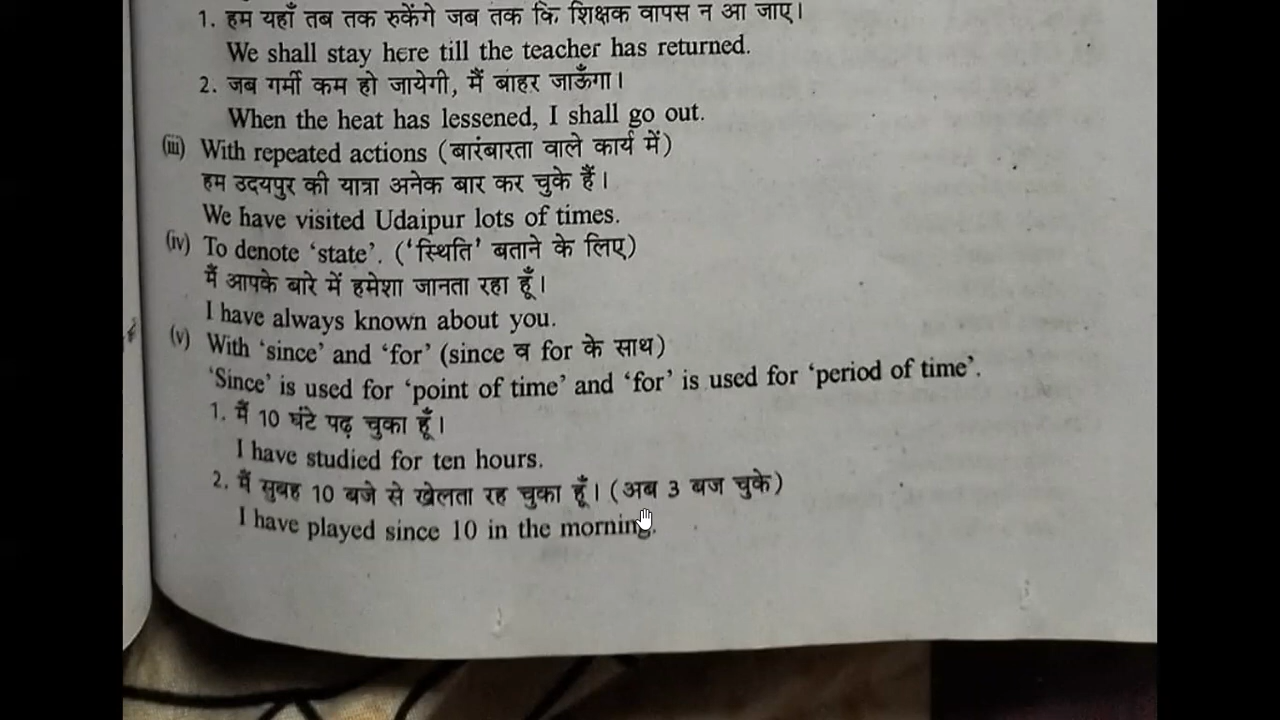 1. हम यहाँ तब तक रुकेंगे जब तक कि शिक्षक वापस न आ जाए।
We shall stay here till the teacher has returned.
2. जब गर्मी कम हो जायेगी, मैं बाहर जाऊँगा।
When the heat has lessened, I shall go out.
(iii) With repeated actions (बारंबारता वाले कार्य में)
हम उदयपुर की यात्रा अनेक बार कर चुके हैं।
We have visited Udaipur lots of times.
(iv) To denote ‘state’. (‘स्थिति’ बताने के लिए)
मैं आपके बारे में हमेशा जानता रहा हूँ।
I have always known about you.
(v) With ‘since’ and ‘for’ (since व for के साथ)
‘Since’ is used for ‘point of time’ and ‘for’ is used for ‘period of time’.
1. मैं 10 घंटे पढ़ चुका हूँ।
I have studied for ten hours.
2. मैं सुबह 10 बजे से खेलता रह चुका हूँ। (अब 3 बज चुके)
I have played since 10 in the morning.